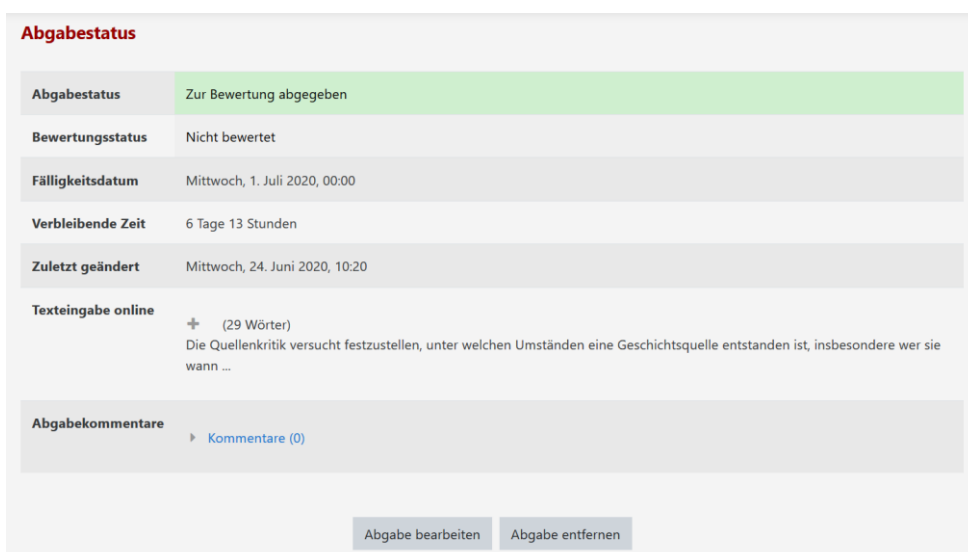 Abgabestatus
Abgabestatus Zur Bewertung abgegeben
Bewertungsstatus Nicht bewertet
Fälligkeitsdatum Mittwoch, 1. Juli 2020, 00:00
Verbleibende Zeit 6 Tage 13 Stunden
Zuletzt geändert Mittwoch, 24. Juni 2020, 10:20
Texteingabe online
(29 Wörter)
Die Quellenkritik versucht festzustellen, unter welchen Umständen eine Geschichtsquelle entstanden ist, insbesondere wer sie
wann ...
Abgabekommentare
Kommentare (0)
Abgabe bearbeiten Abgabe entfernen